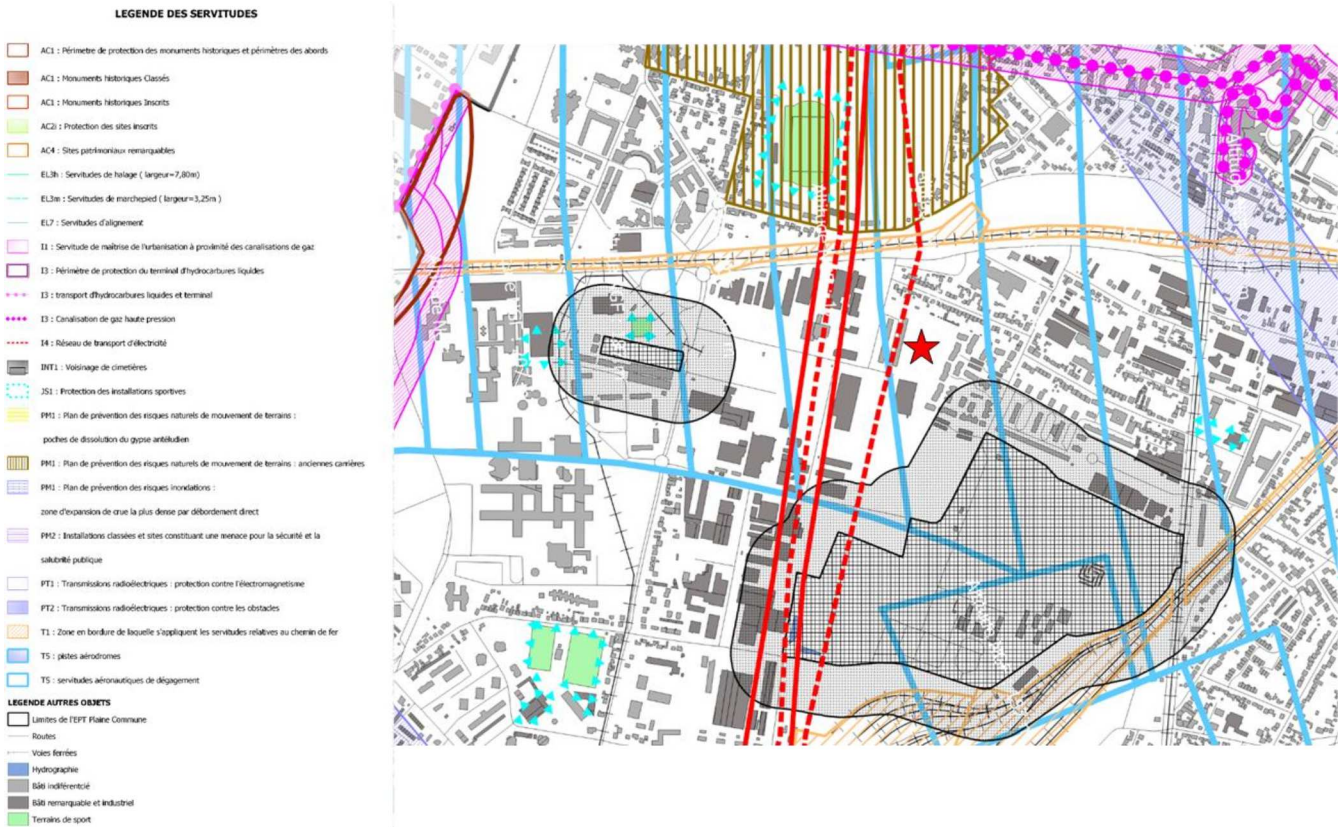 LEGENDE DES SERVITUDES
AC1 : Périmetre de protection des monuments historiques et périmètres des abords
AC1 : Monuments historiques Classés
AC1 : Monuments historiques Inscrits
AC2i : Protection des sites inscrits
AC4 : Sites patrimoniaux remarquables
EL3h : Servitudes de halage ( largeur=7,80m)
EL3m : Servitudes de marchepied ( largeur=3,25m )
EL7 : Servitudes d'alignement
I1 : Servitude de maîtrise de l'urbanisation à proximité des canalisations de gaz
I3 : Périmètre de protection du terminal d'hydrocarbures liquides
I3 : transport d'hydrocarbures liquides et terminal
I3 : Canalisation de gaz haute pression
I4 : Réseau de transport d'électricité
INT1 : Voisinage de cimetières
JS1 : Protection des installations sportives
PM1 : Plan de prévention des risques naturels de mouvement de terrains :
poches de dissolution du gypse antéludien
PM1 : Plan de prévention des risques naturels de mouvement de terrains : anciennes carrières
PM1 : Plan de prévention des risques inondations :
zone d'expansion de crue la plus dense par débordement direct
PM2 : Installations classées et sites constituant une menace pour la sécurité et la
salubrité publique
PT1 : Transmissions radioélectriques : protection contre l'électromagnetisme
PT2 : Transmissions radioélectriques : protection contre les obstacles
T1 : Zone en bordure de laquelle s'appliquent les servitudes relatives au chemin de fer
T5 : pistes aérodromes
T5 : servitudes aéronautiques de dégagement
LEGENDE AUTRES OBJETS
Limites de l'EPT Plaine Commune
Routes
Voies ferrées
Hydrographie
Bâti indiférentcié
Bâti remarquable et industriel
Terrains de sport